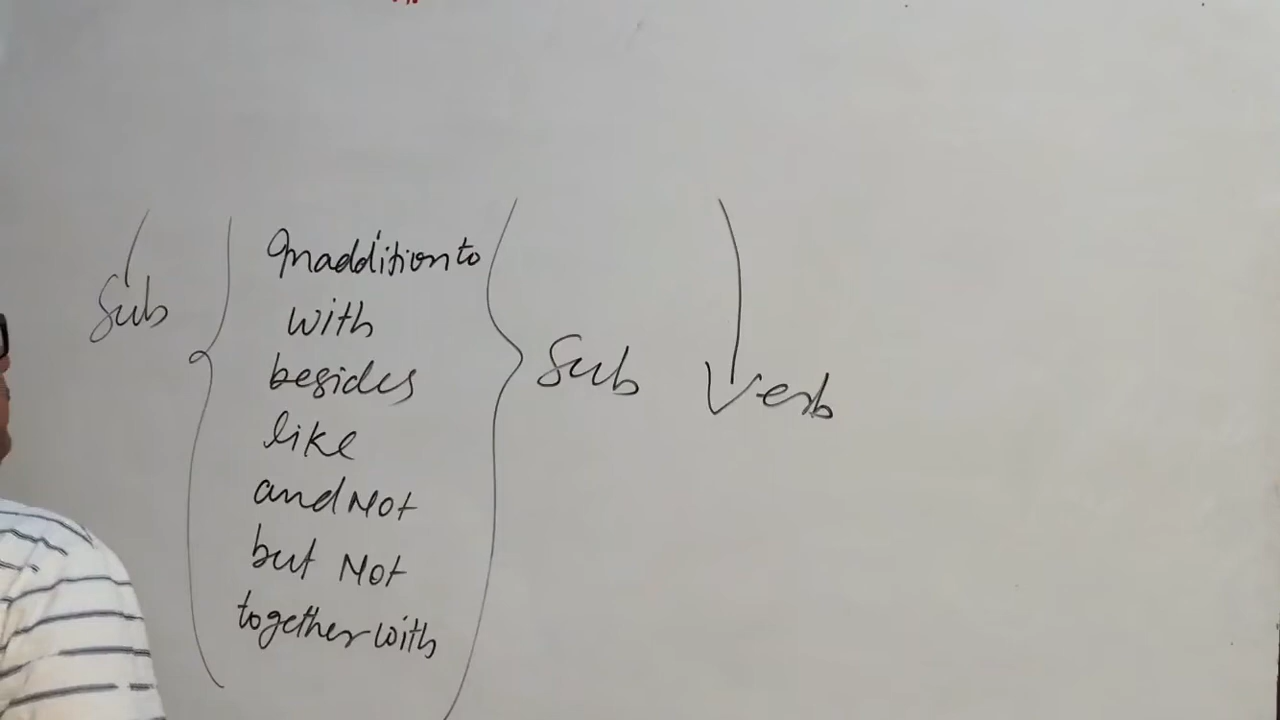 Sub
In addition to
with
besides
like
and Not
but Not
together with
Sub
Verb